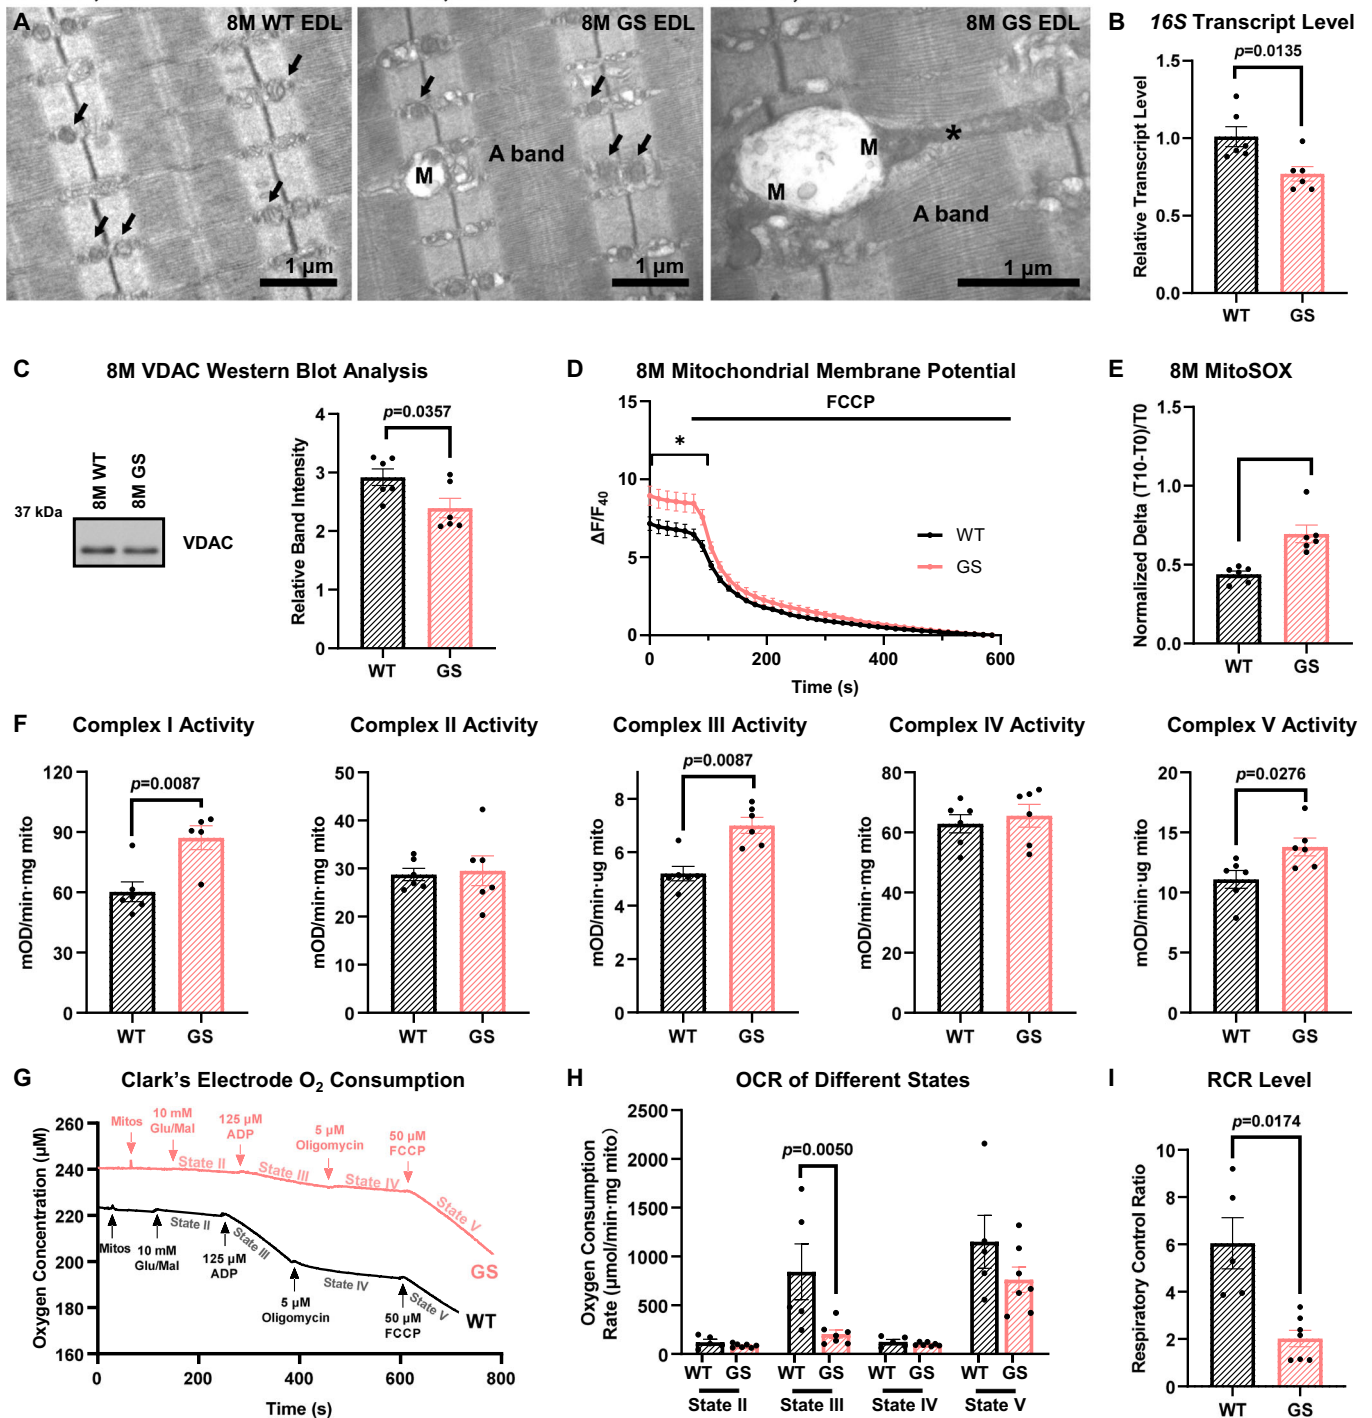 A
8M WT EDL
8M GS EDL
A band
M
1 µm
1 µm
8M GS EDL
*
M
M
A band
1 µm
B
16S Transcript Level
p=0.0135
Relative Transcript Level
1.5
1.0
0.5
0.0
WT
GS
C
8M VDAC Western Blot Analysis
8M WT
8M GS
37 kDa
VDAC
p=0.0357
Relative Band Intensity
4
3
2
1
0
WT
GS
D
8M Mitochondrial Membrane Potential
FCCP
*
ΔF/F40
15
10
5
0
WT
GS
0
200
400
600
Time (s)
E
8M MitoSOX
Normalized Delta (T10-T0)/T0
1.5
1.0
0.5
0.0
WT
GS
F
Complex I Activity
p=0.0087
mOD/min·mg mito
120
90
60
30
0
WT
GS
Complex II Activity
mOD/min·mg mito
50
40
30
20
10
0
WT
GS
Complex III Activity
p=0.0087
mOD/min·ug mito
8
6
4
2
0
WT
GS
Complex IV Activity
mOD/min·mg mito
80
60
40
20
0
WT
GS
Complex V Activity
p=0.0276
mOD/min·mg mito
20
15
10
5
0
WT
GS
G
Clark's Electrode O2 Consumption
Oxygen Concentration (µM)
260
240
220
200
180
160
Mitos
10 mM
Glu/Mal
125 µM
ADP
5 µM
Oligomycin
50 µM
FCCP
State II
State III
State IV
State V
GS
Mitos
10 mM
Glu/Mal
State II
125 µM
ADP
State III
5 µM
Oligomycin
State IV
50 µM
FCCP
State V
WT
0
200
400
600
800
Time (s)
H
OCR of Different States
Oxygen Consumption
Rate (µmol/min·mg mito)
2500
2000
1500
1000
500
0
p=0.0050
WT GS
WT GS
WT GS
WT GS
State II
State III
State IV
State V
I
RCR Level
p=0.0174
Respiratory Control Ratio
10
8
6
4
2
0
WT
GS